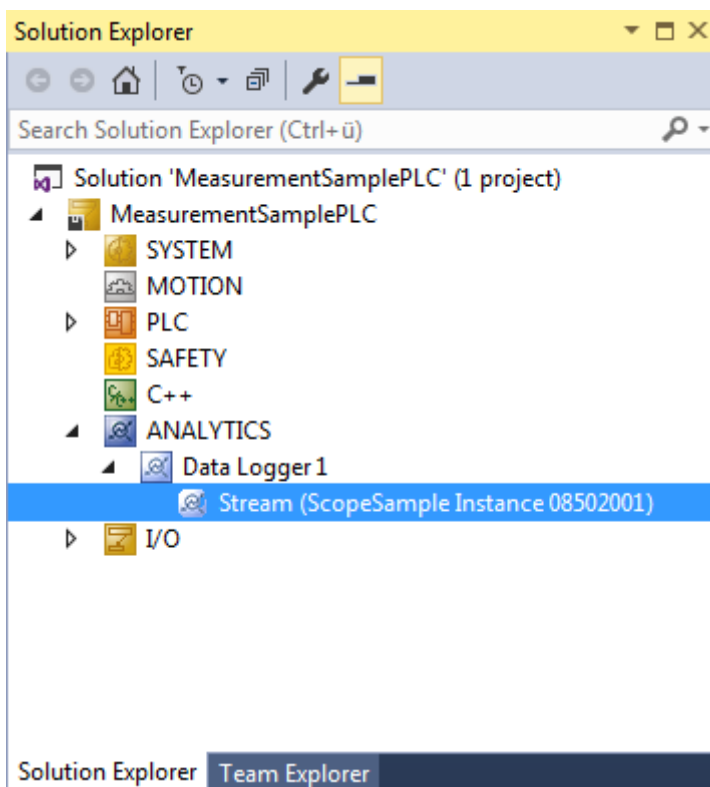 Solution Explorer
Search Solution Explorer (Ctrl+ü)
Solution 'MeasurementSamplePLC' (1 project)
MeasurementSamplePLC
SYSTEM
MOTION
PLC
SAFETY
C++
ANALYTICS
Data Logger 1
Stream (ScopeSample Instance 08502001)
I/O
Solution Explorer Team Explorer